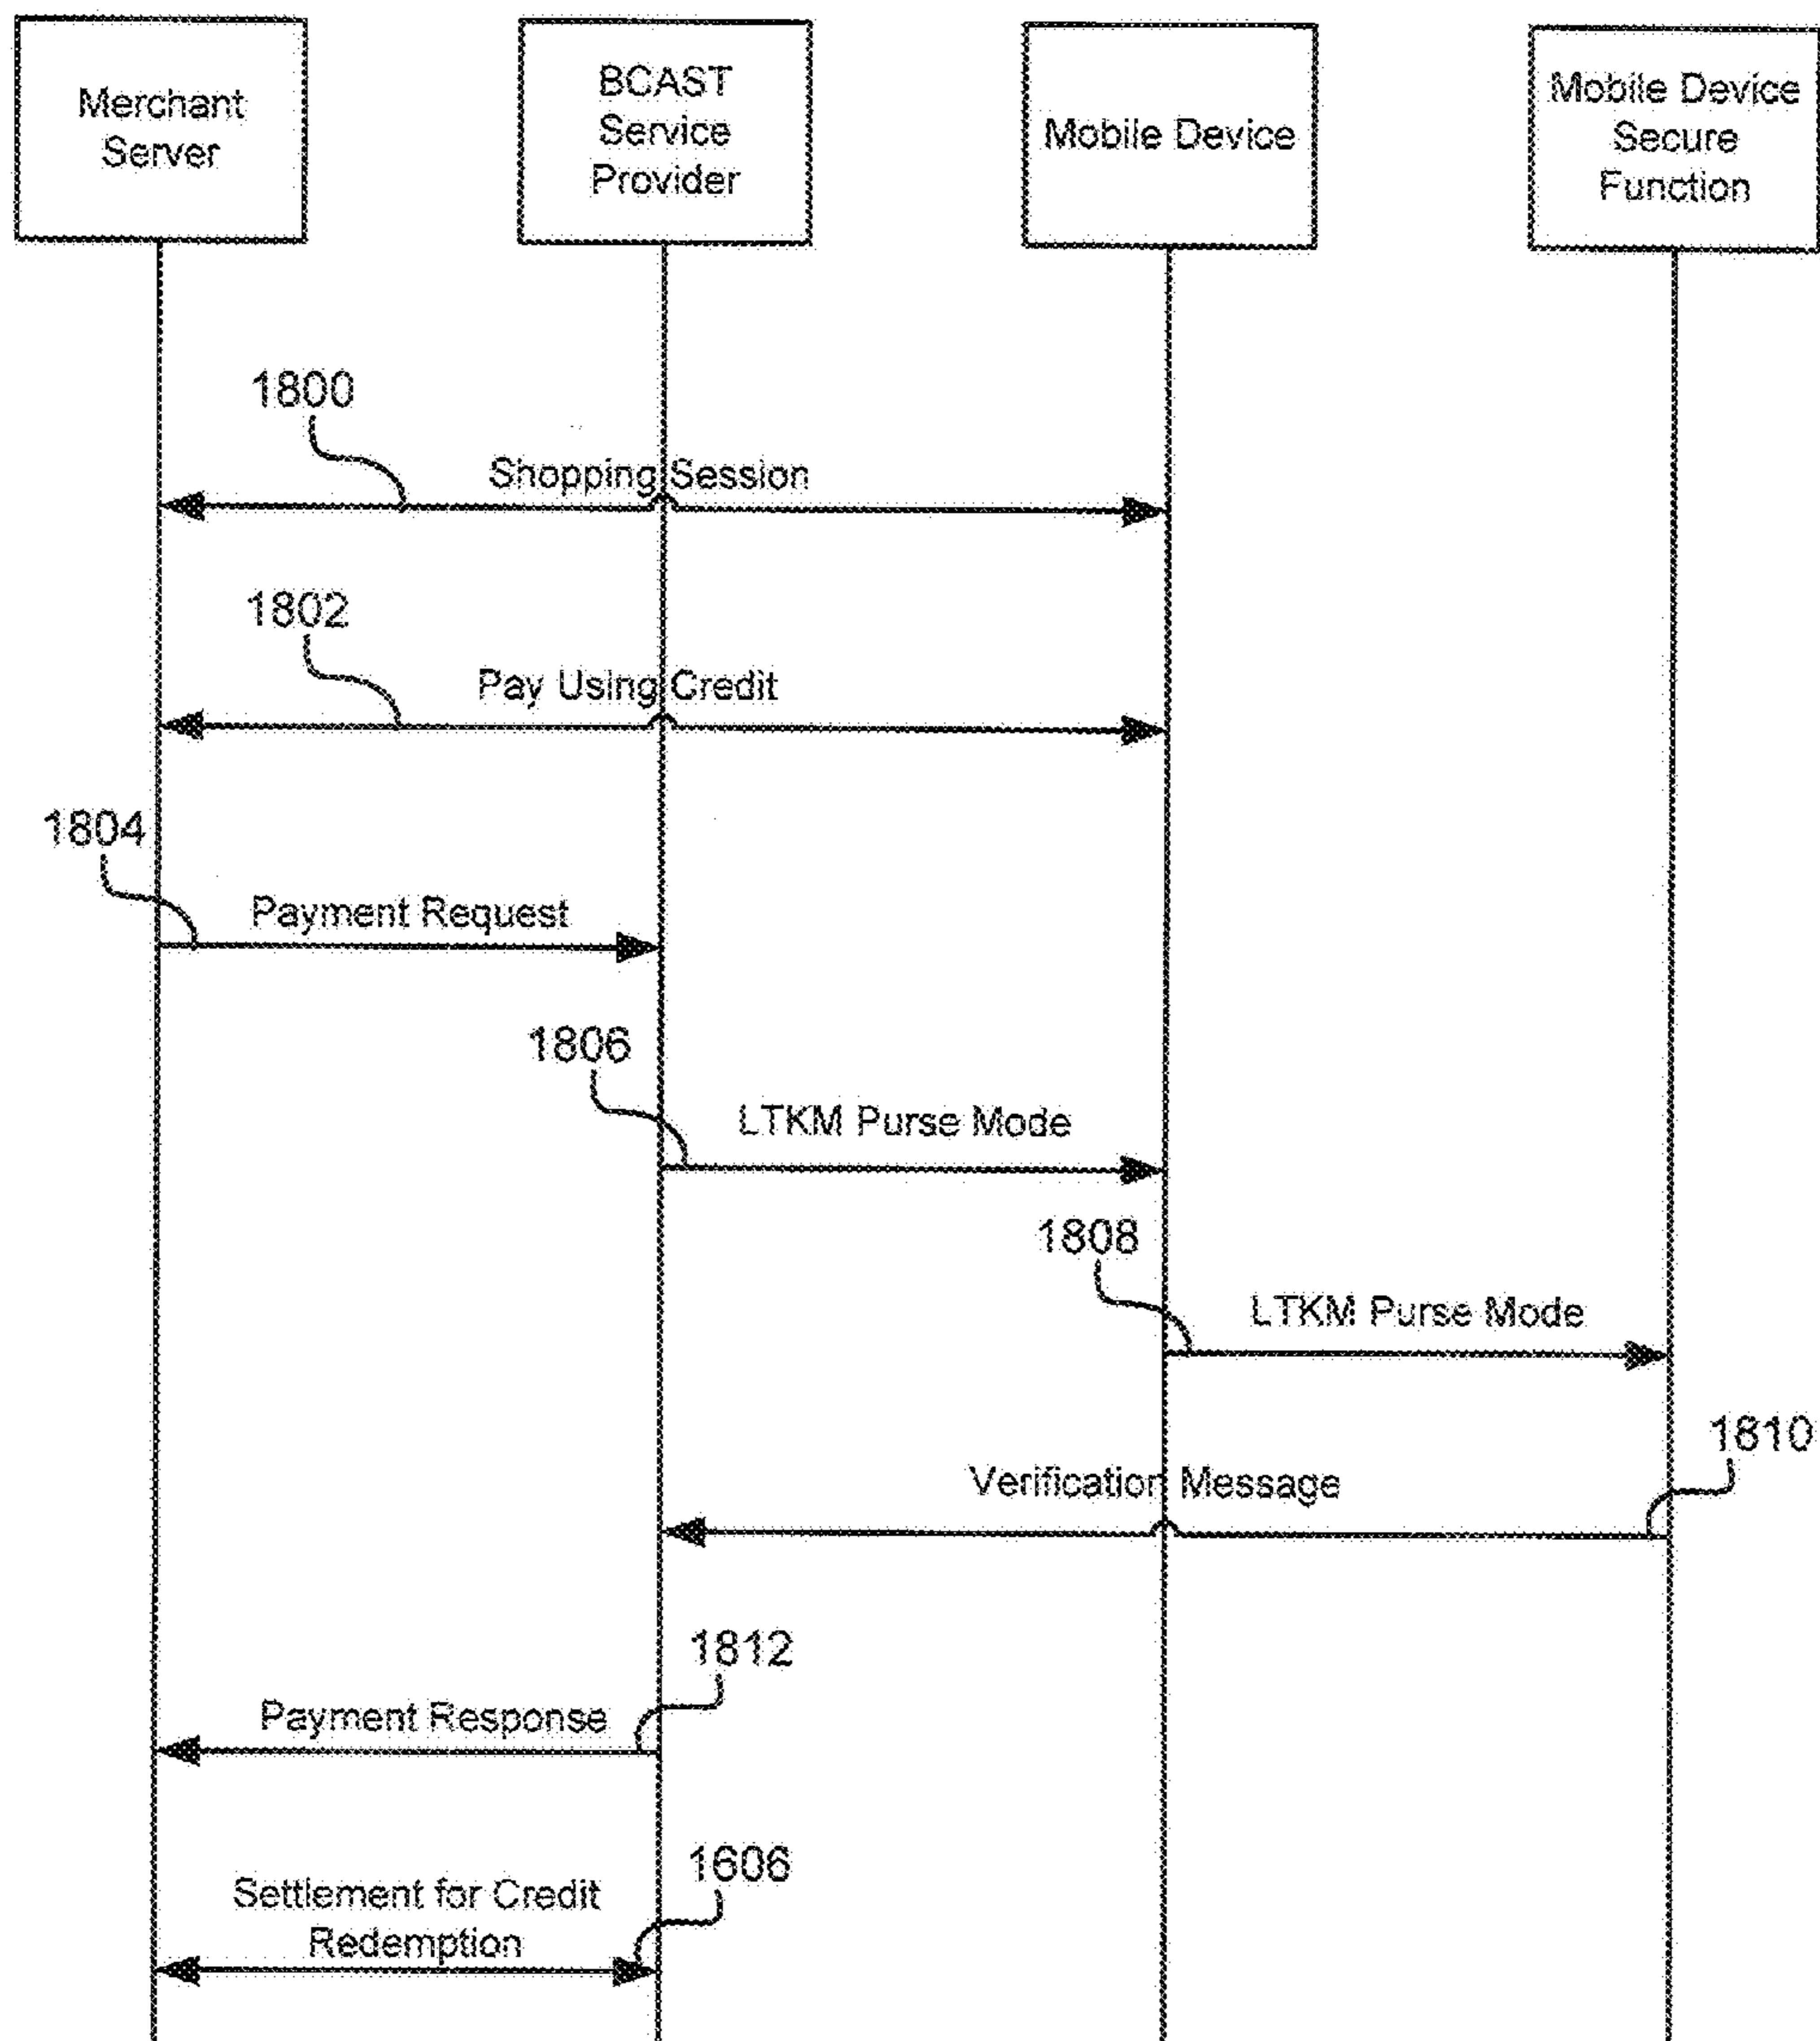 Merchant
Server
BCAST
Service
Provider
Mobile Device
Mobile Device
Secure
Function
1800
Shopping Session
1802
Pay Using Credit
1804
Payment Request
1806
LTKM Purse Mode
1808
LTKM Purse Mode
1810
Verification Message
1812
Payment Response
1606
Settlement for Credit
Redemption